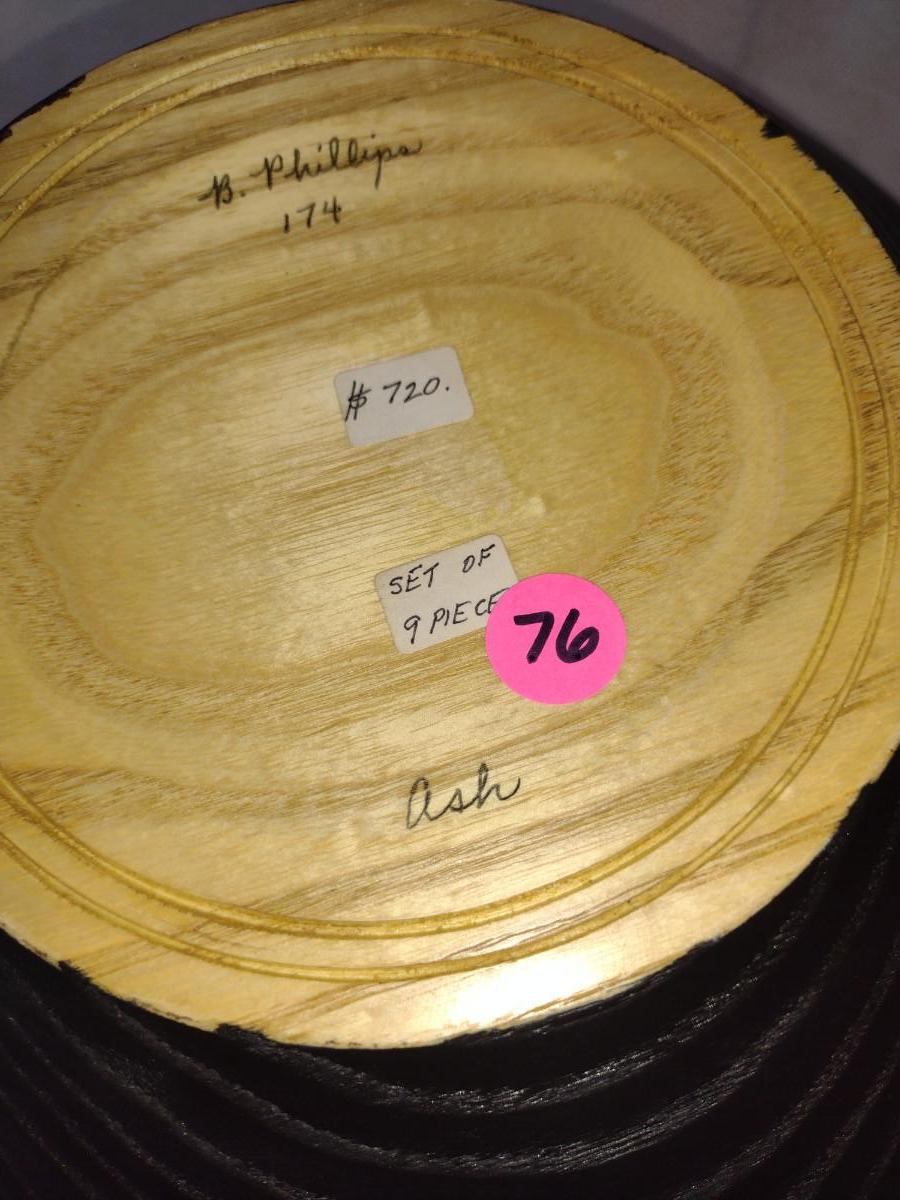 B. Phillips
174
$ 720.
SET OF
9 PIECE
76
Ash